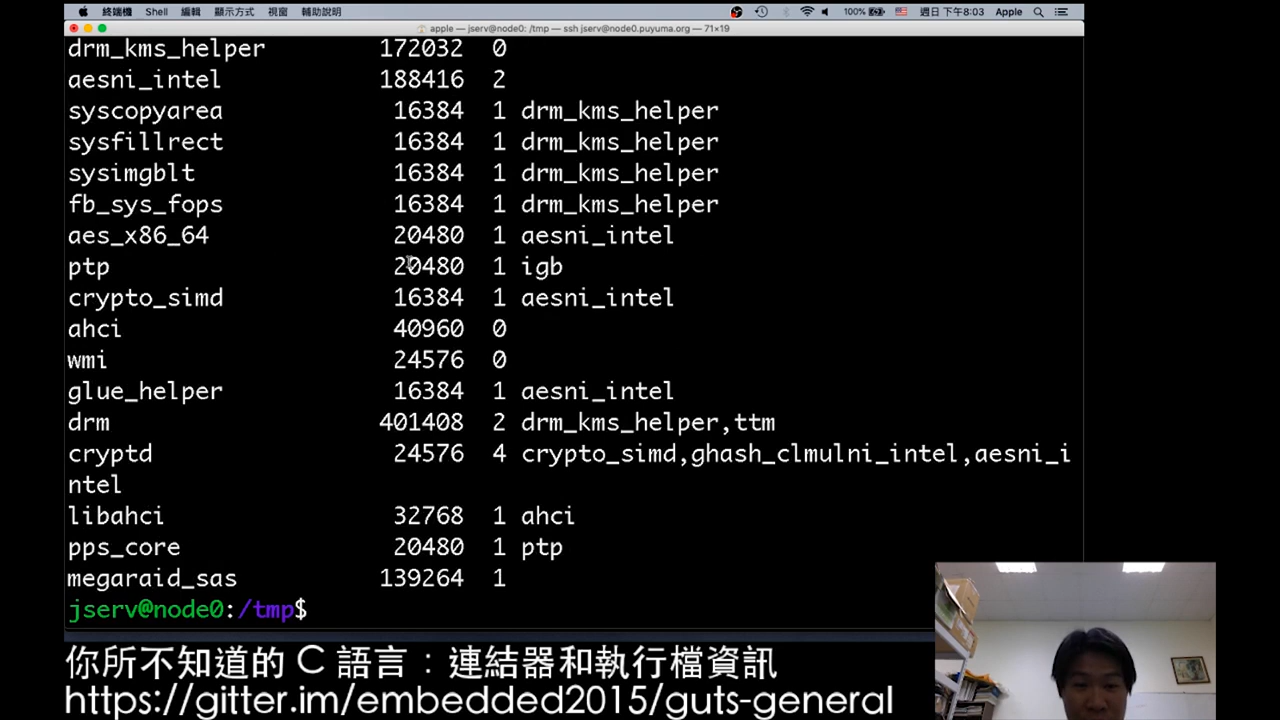 終端機 Shell 編輯 顯示方式 視窗 輔助說明 100% 週日 下午8:03 Apple
apple — jserv@node0: /tmp — ssh jserv@node0.puyuma.org — 71×19
drm_kms_helper 172032 0
aesni_intel 188416 2
syscopyarea 16384 1 drm_kms_helper
sysfillrect 16384 1 drm_kms_helper
sysimgblt 16384 1 drm_kms_helper
fb_sys_fops 16384 1 drm_kms_helper
aes_x86_64 20480 1 aesni_intel
ptp 20480 1 igb
crypto_simd 16384 1 aesni_intel
ahci 40960 0
wmi 24576 0
glue_helper 16384 1 aesni_intel
drm 401408 2 drm_kms_helper,ttm
cryptd 24576 4 crypto_simd,ghash_clmulni_intel,aesni_i
ntel
libahci 32768 1 ahci
pps_core 20480 1 ptp
megaraid_sas 139264 1
jserv@node0:/tmp$
你所不知道的 C 語言：連結器和執行檔資訊
https://gitter.im/embedded2015/guts-general